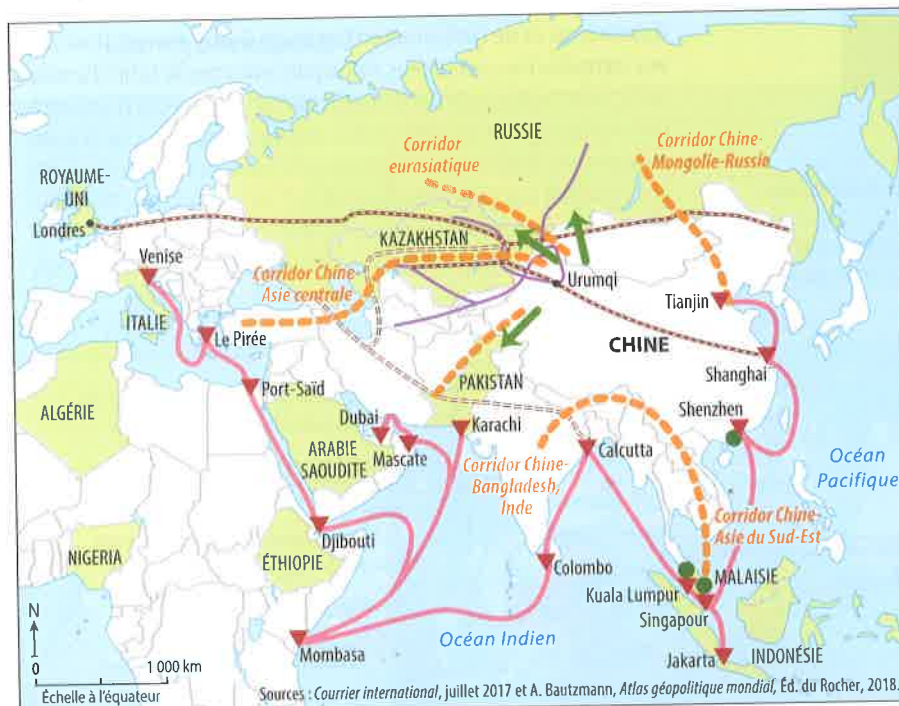 RUSSIE
Corridor
eurasiatique
Corridor Chine-
Mongolie-Russie
ROYAUME-
UNI
Londres
KAZAKHSTAN
Venise
Urumqi
Corridor Chine-
Asie centrale
Tianjin
ITALIE
Le Pirée
CHINE
Shanghai
Port-Saïd
PAKISTAN
ALGÉRIE
Dubai
Karachi
Shenzhen
ARABIE
SAOUDITE
Mascate
Calcutta
Océan
Pacifique
Corridor Chine-
Bangladesh,
Inde
Corridor Chine-
Asie du Sud-Est
Djibouti
NIGERIA
ÉTHIOPIE
Colombo
MALAISIE
Kuala Lumpur
Singapour
N
Océan Indien
Mombasa
Jakarta
INDONÉSIE
0
1 000 km
Échelle à l'équateur
Sources : Courrier international, juillet 2017 et A. Bautzmann, Atlas géopolitique mondial, Éd. du Rocher, 2018.